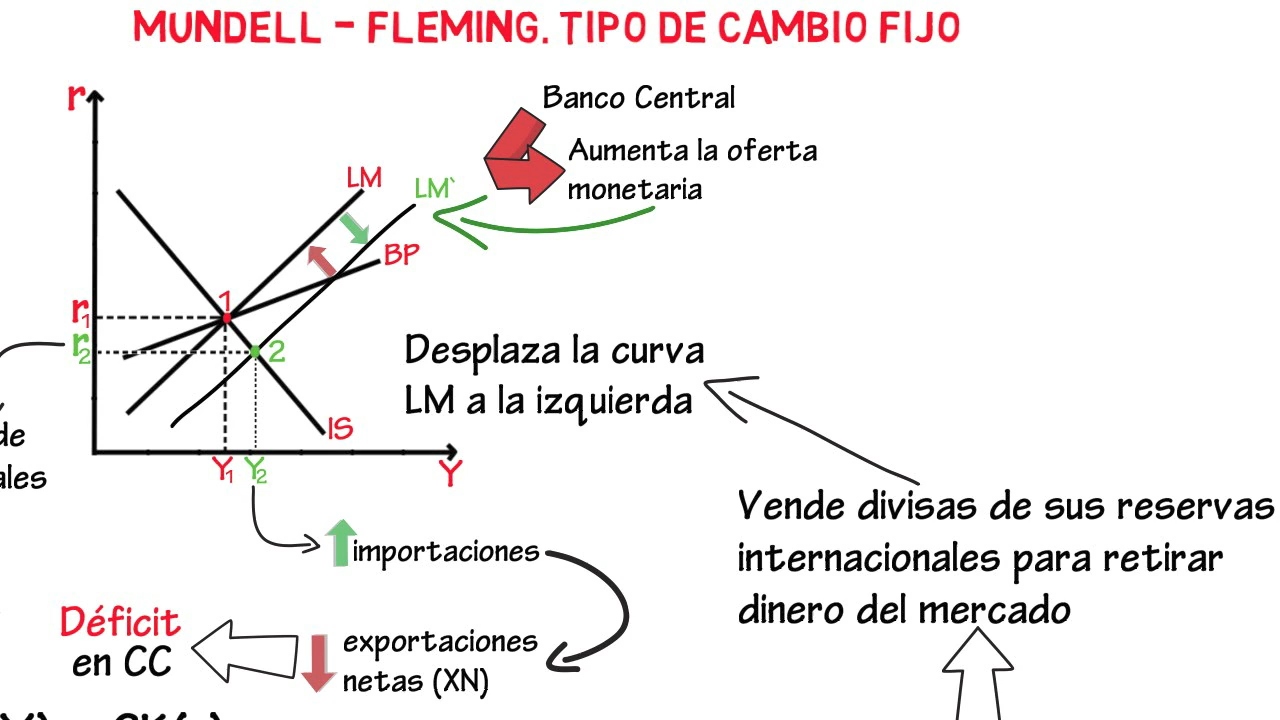 MUNDELL - FLEMING. TIPO DE CAMBIO FIJO
r
Banco Central
Aumenta la oferta
monetaria
LM
LM`
BP
1
r1
r2
2
Desplaza la curva
LM a la izquierda
IS
de
ales
Y1
Y2
Y
Vende divisas de sus reservas
internacionales para retirar
dinero del mercado
importaciones
exportaciones
netas (XN)
Déficit
en CC